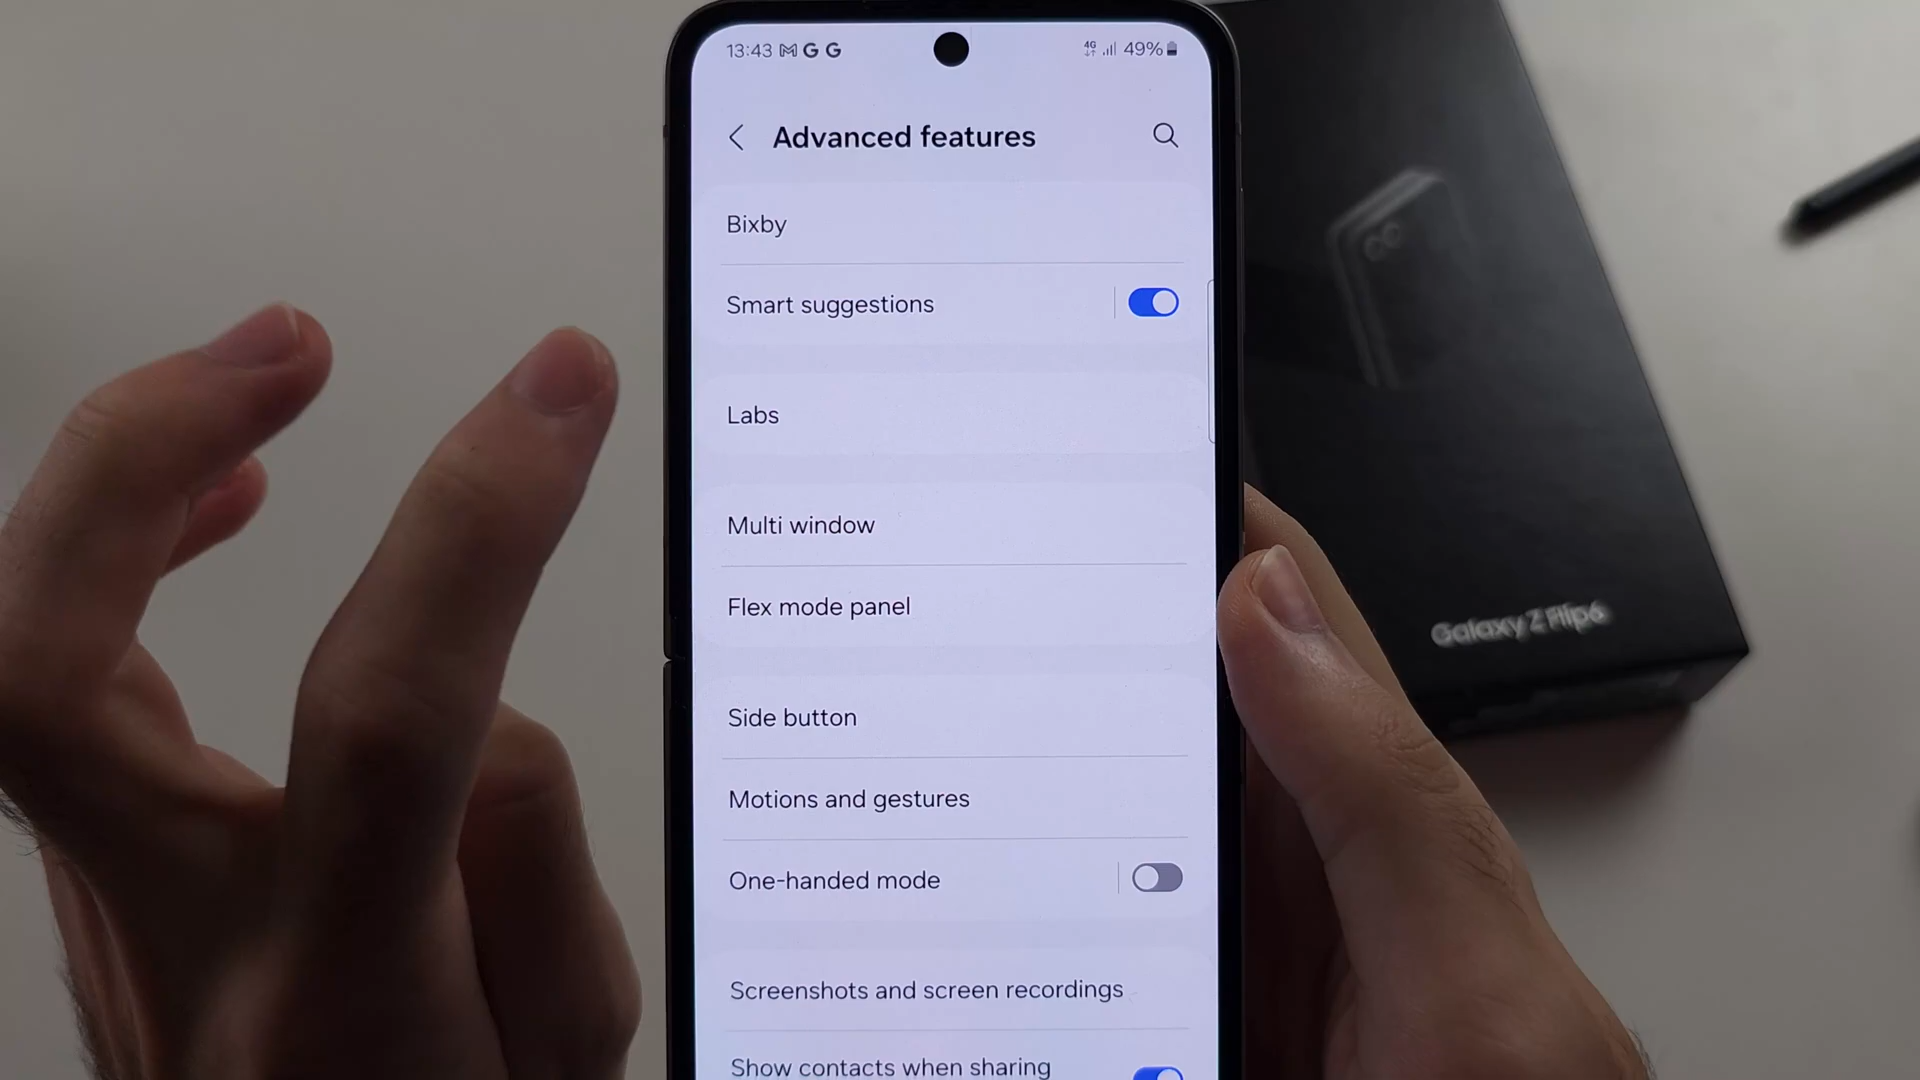 13:43 M G G 4G 49%
Advanced features
Bixby
Smart suggestions
Labs
Multi window
Flex mode panel
Side button
Motions and gestures
One-handed mode
Screenshots and screen recordings
Show contacts when sharing
Galaxy Z Flip6